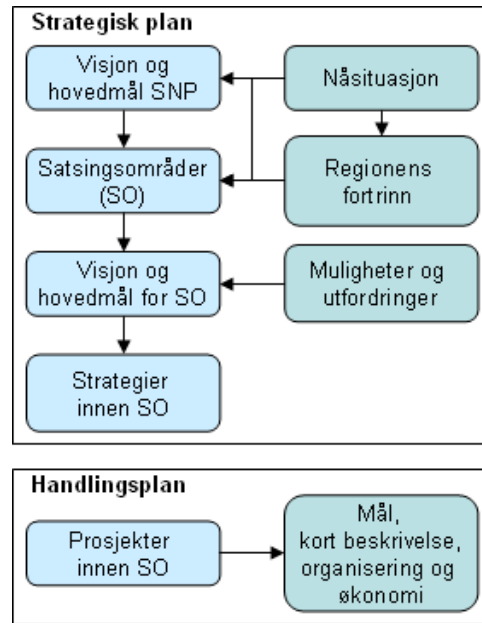 Strategisk plan
Visjon og
hovedmål SNP
Nåsituasjon
Satsingsområder
(SO)
Regionens
fortrinn
Visjon og
hovedmål for SO
Muligheter og
utfordringer
Strategier
innen SO
Handlingsplan
Prosjekter
innen SO
Mål,
kort beskrivelse,
organisering og
økonomi